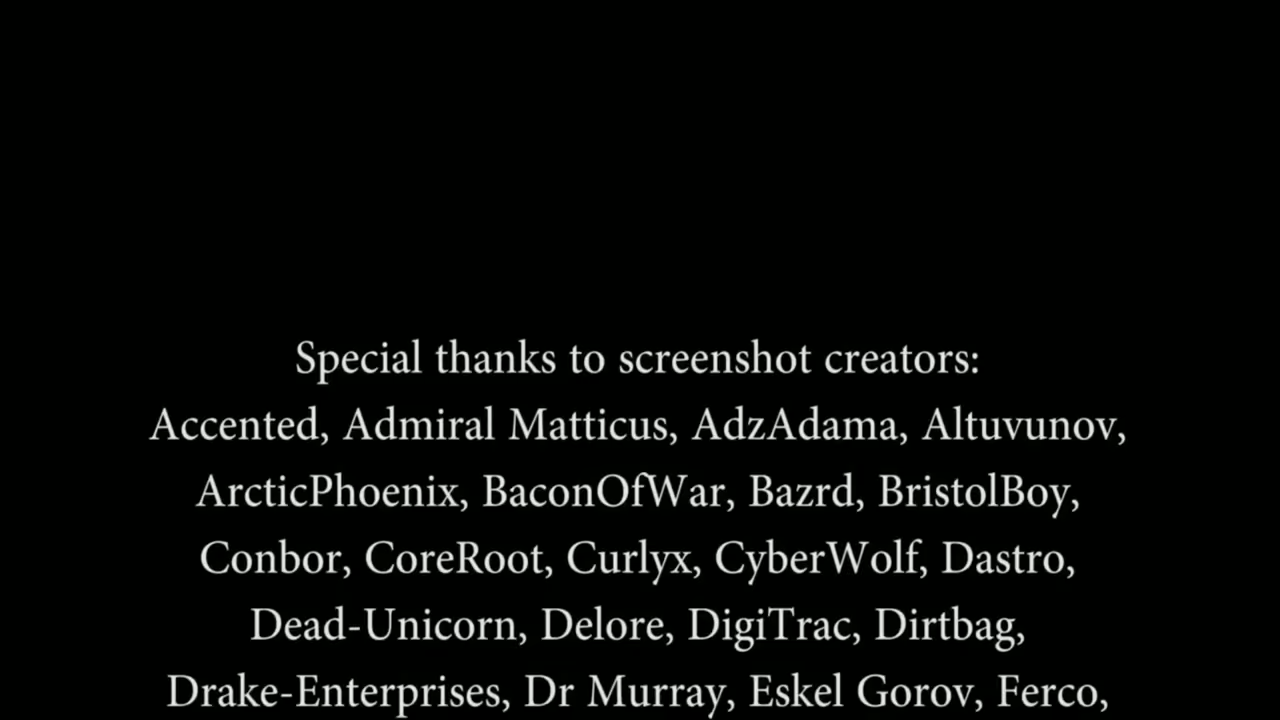 Special thanks to screenshot creators:
Accented, Admiral Matticus, AdzAdama, Altuvunov,
ArcticPhoenix, BaconOfWar, Bazrd, BristolBoy,
Conbor, CoreRoot, Curlyx, CyberWolf, Dastro,
Dead-Unicorn, Delore, DigiTrac, Dirtbag,
Drake-Enterprises, Dr Murray, Eskel Gorov, Ferco,